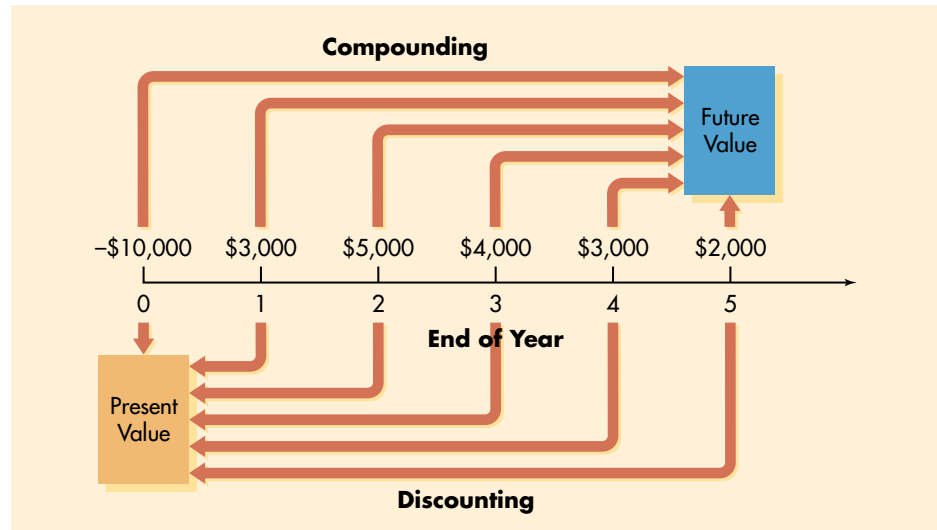 Compounding
Future
Value
–$10,000 $3,000 $5,000 $4,000 $3,000 $2,000
0 1 2 3 4 5
End of Year
Present
Value
Discounting